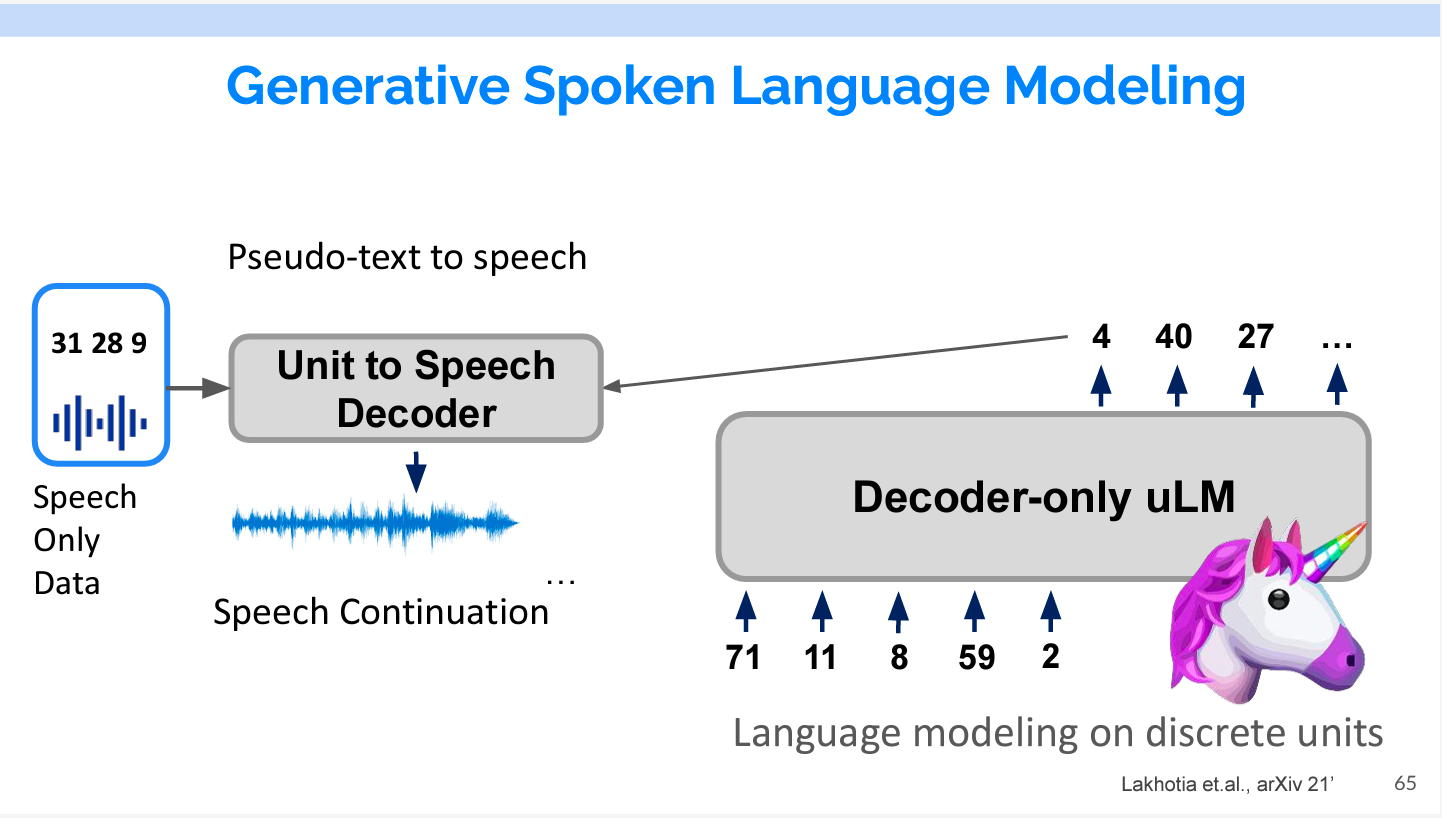 Generative Spoken Language Modeling
Pseudo-text to speech
31 28 9
Speech
Only
Data
Unit to Speech
Decoder
…
Speech Continuation
4 40 27 …
Decoder-only uLM
71 11 8 59 2
Language modeling on discrete units
Lakhotia et.al., arXiv 21’
65